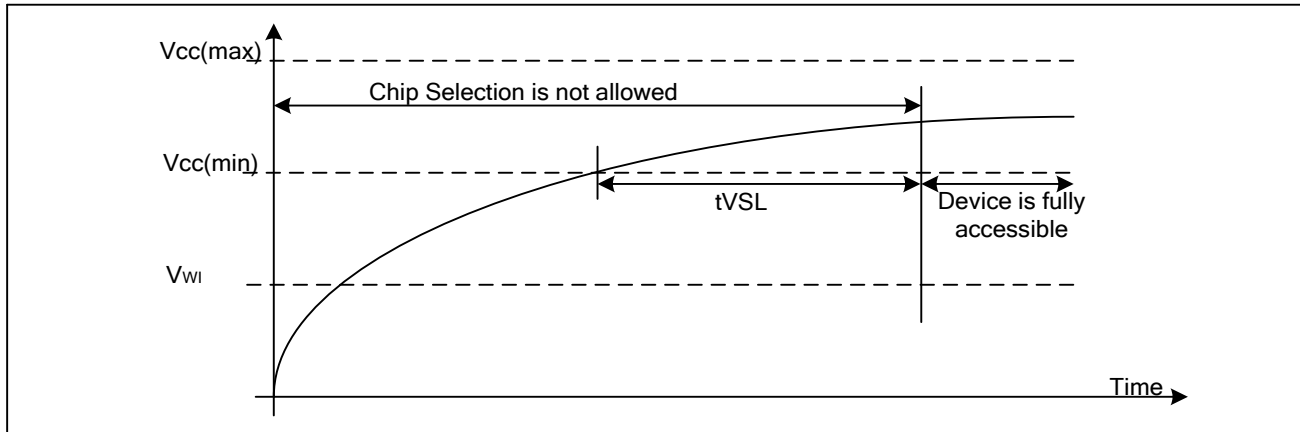 Vcc(max)
Chip Selection is not allowed
Vcc(min)
tVSL
Device is fully
accessible
VWI
Time